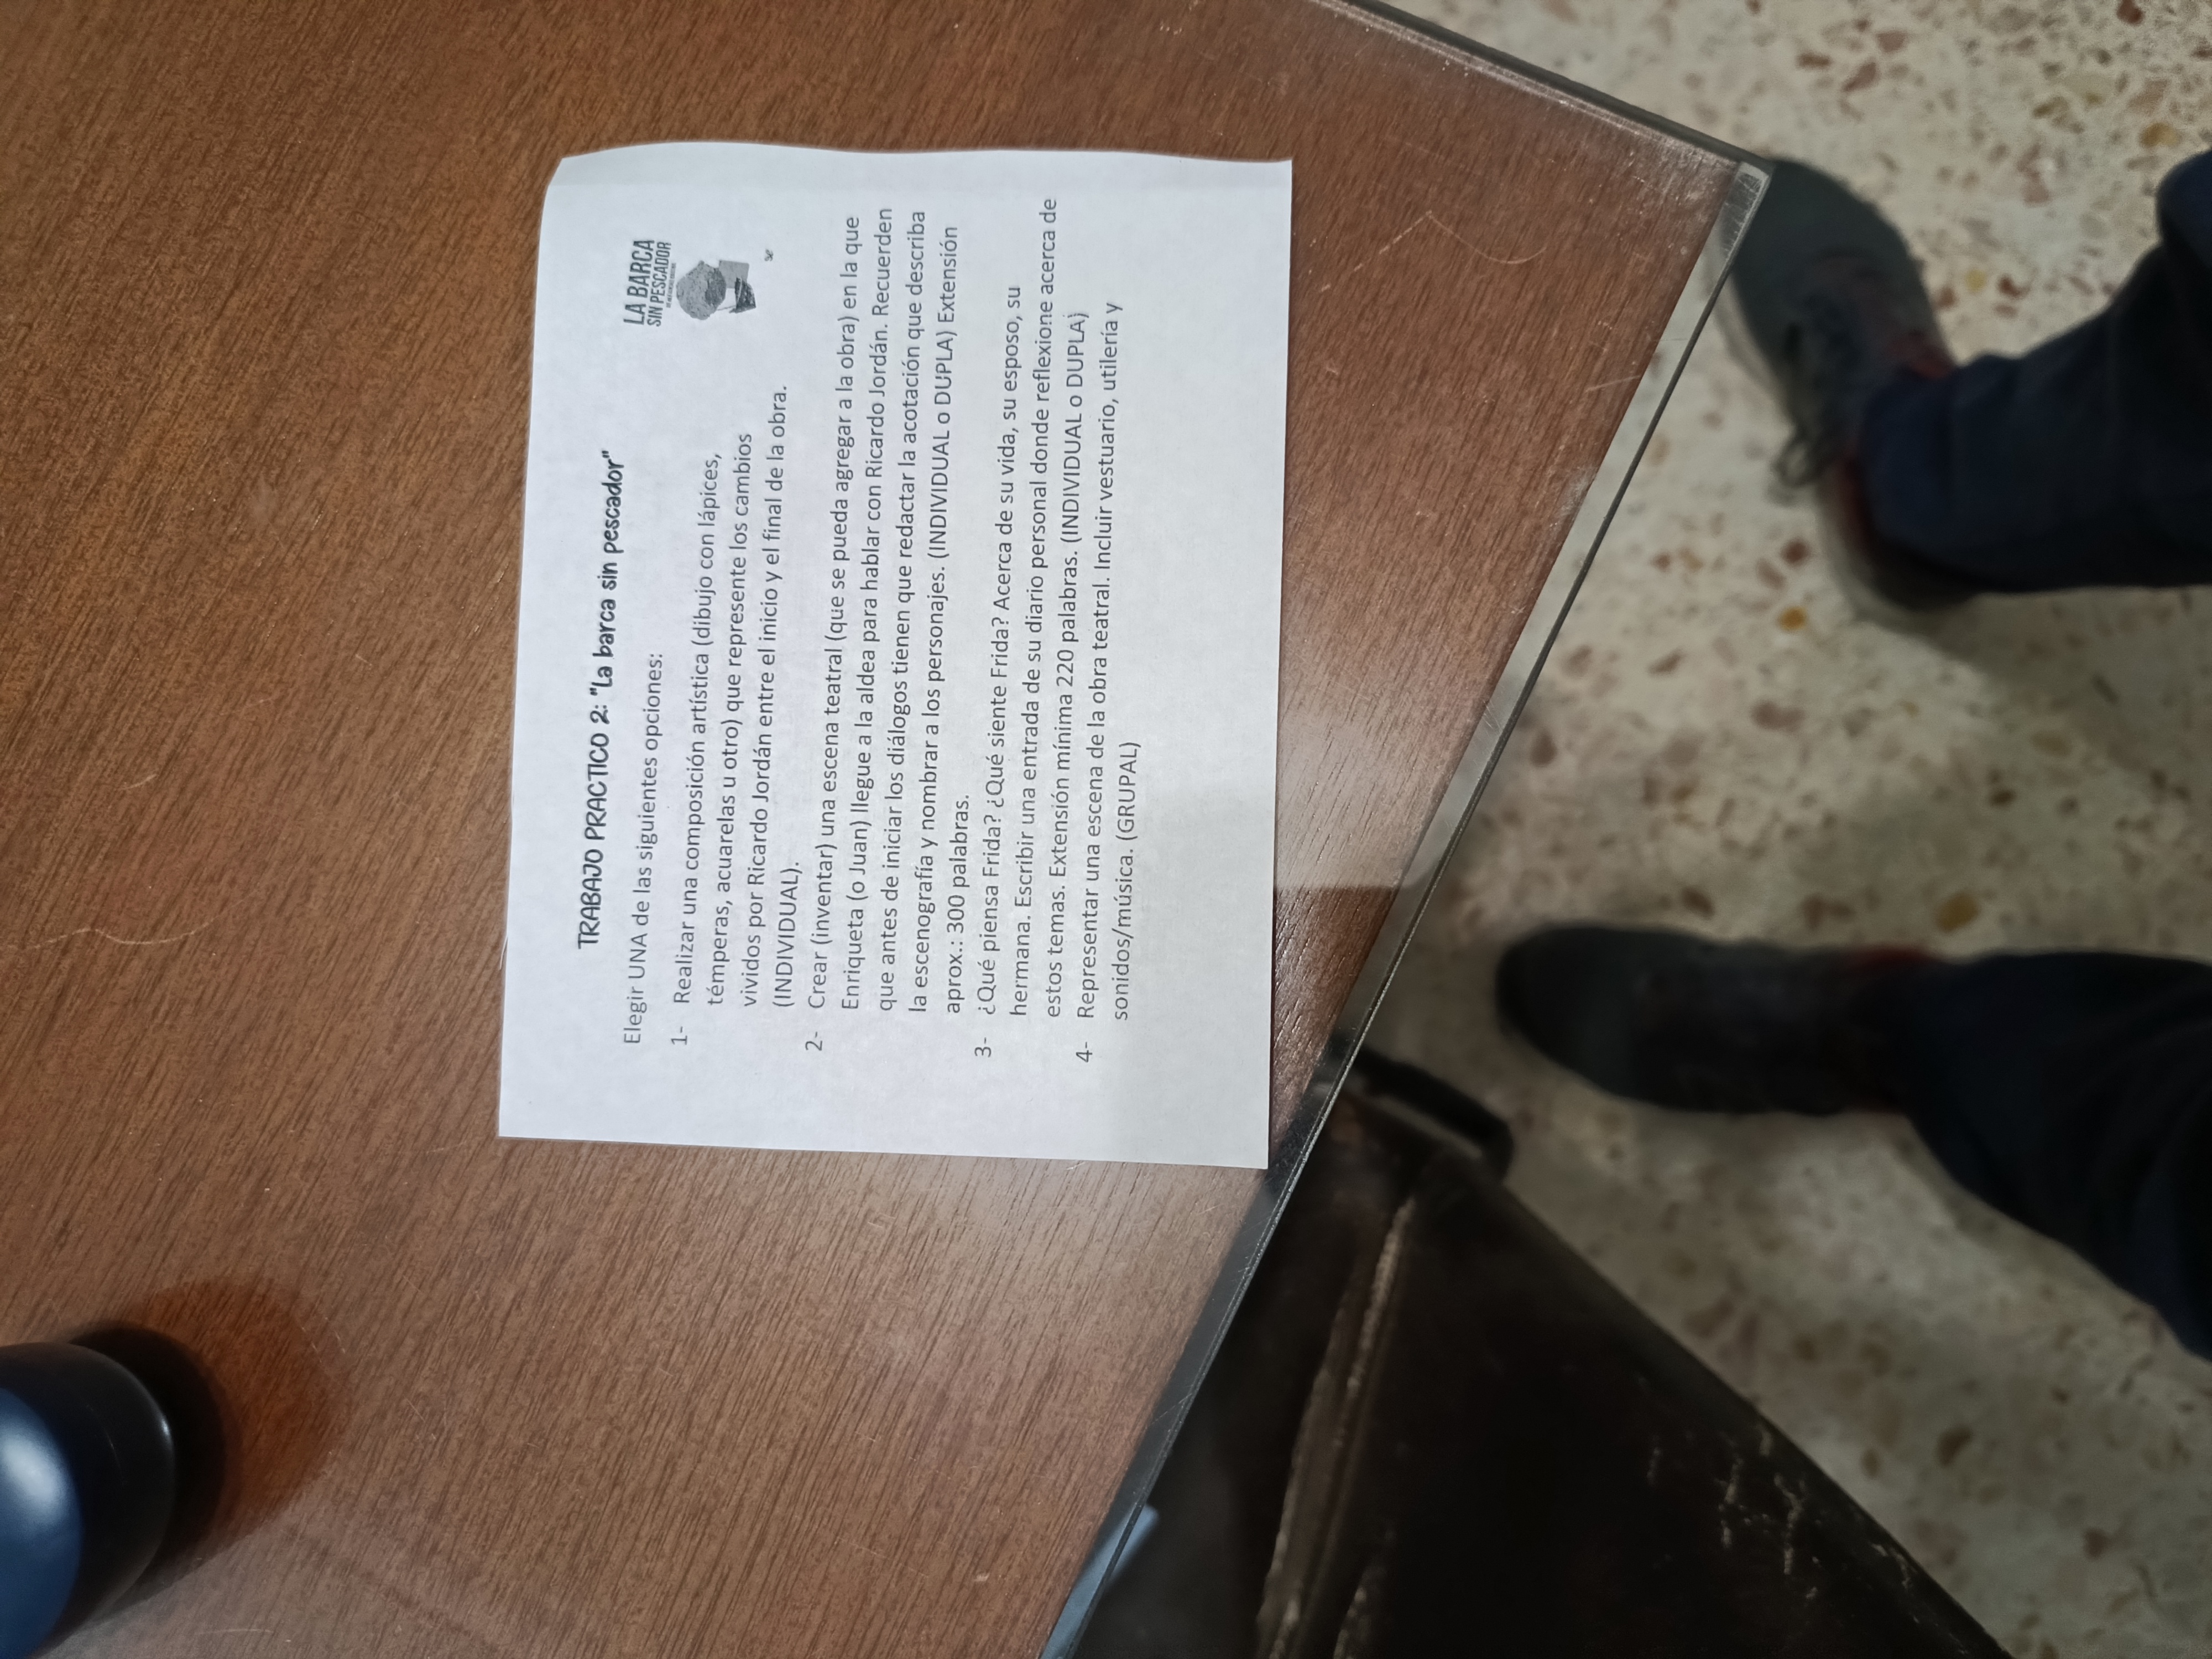 TRABAJO PRACTICO 2: "La barca sin pescador"
Elegir UNA de las siguientes opciones:
LA BARCA
SIN PESCADOR
1- Realizar una composición artística (dibujo con lápices,
témperas, acuarelas u otro) que represente los cambios
vividos por Ricardo Jordán entre el inicio y el final de la obra.
(INDIVIDUAL).
2- Crear (inventar) una escena teatral (que se pueda agregar a la obra) en la que
Enriqueta (o Juan) llegue a la aldea para hablar con Ricardo Jordán. Recuerden
que antes de iniciar los diálogos tienen que redactar la acotación que describa
la escenografía y nombrar a los personajes. (INDIVIDUAL o DUPLA) Extensión
aprox.: 300 palabras.
3- ¿Qué piensa Frida? ¿Qué siente Frida? Acerca de su vida, su esposo, su
hermana. Escribir una entrada de su diario personal donde reflexione acerca de
estos temas. Extensión mínima 220 palabras. (INDIVIDUAL o DUPLA)
4- Representar una escena de la obra teatral. Incluir vestuario, utilería y
sonidos/música. (GRUPAL)